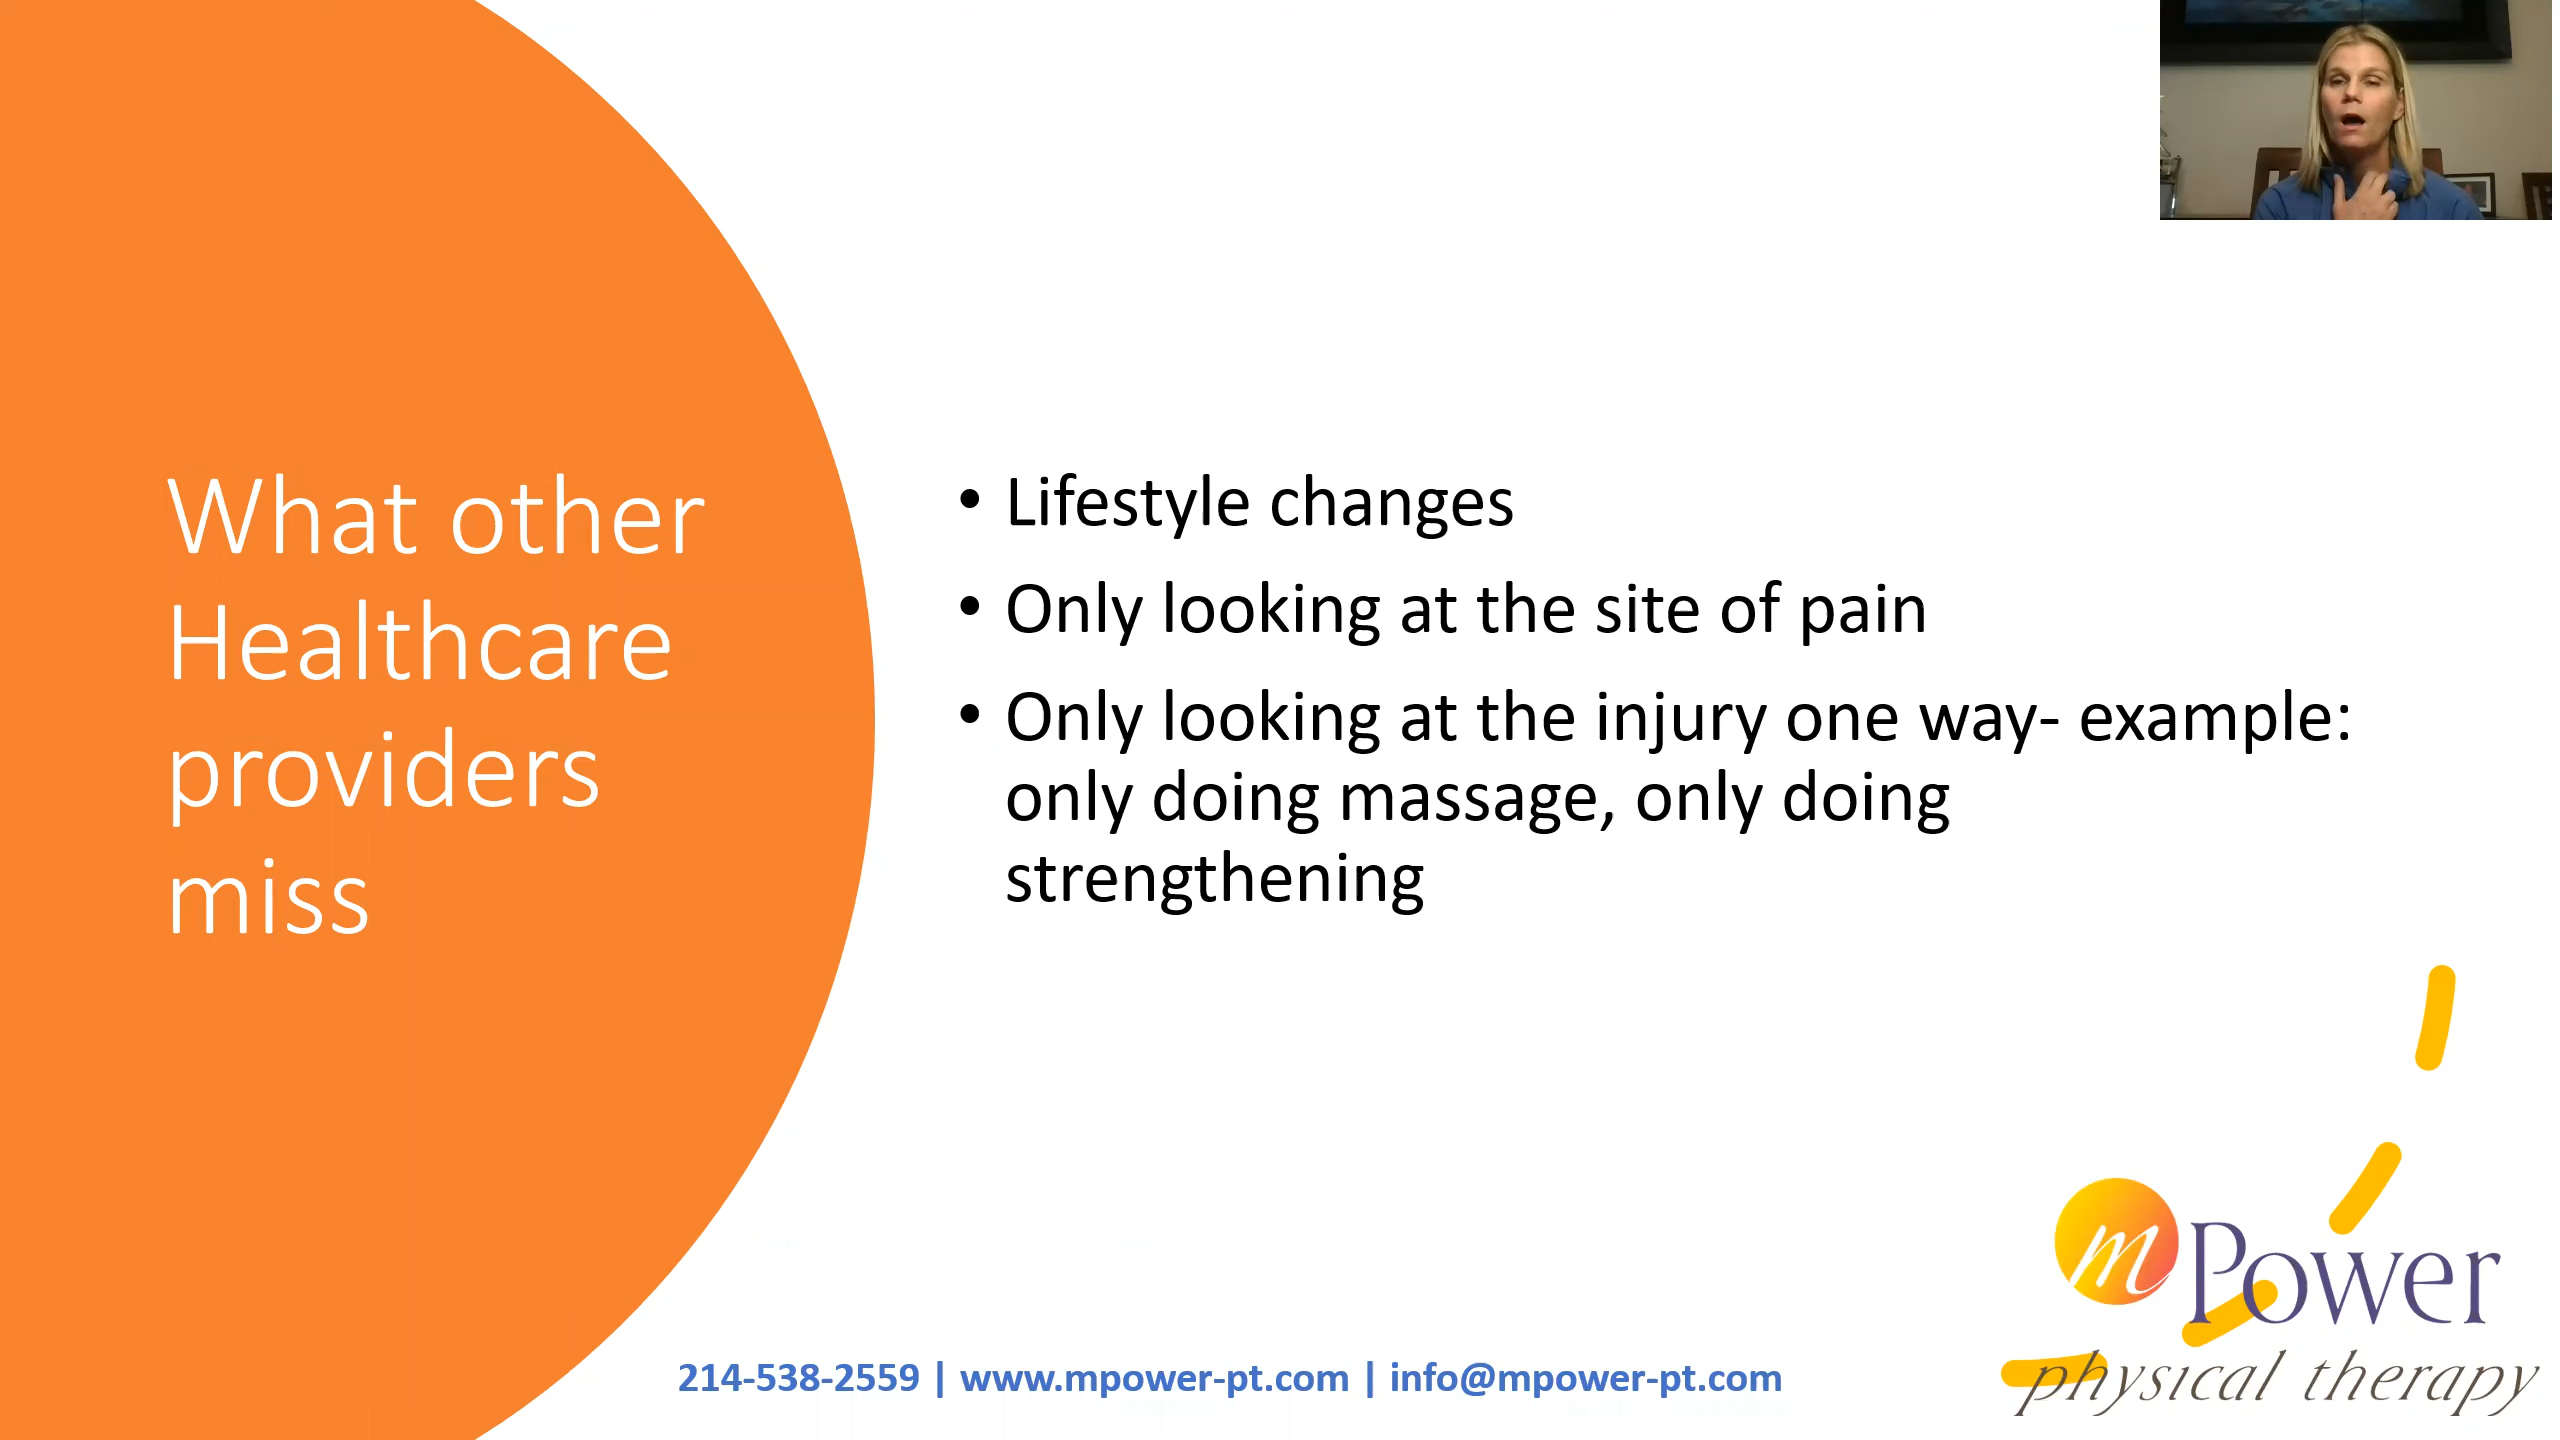 What other
Healthcare
providers
miss
• Lifestyle changes
• Only looking at the site of pain
• Only looking at the injury one way- example:
only doing massage, only doing
strengthening
214-538-2559 | www.mpower-pt.com | info@mpower-pt.com
m Power
physical therapy